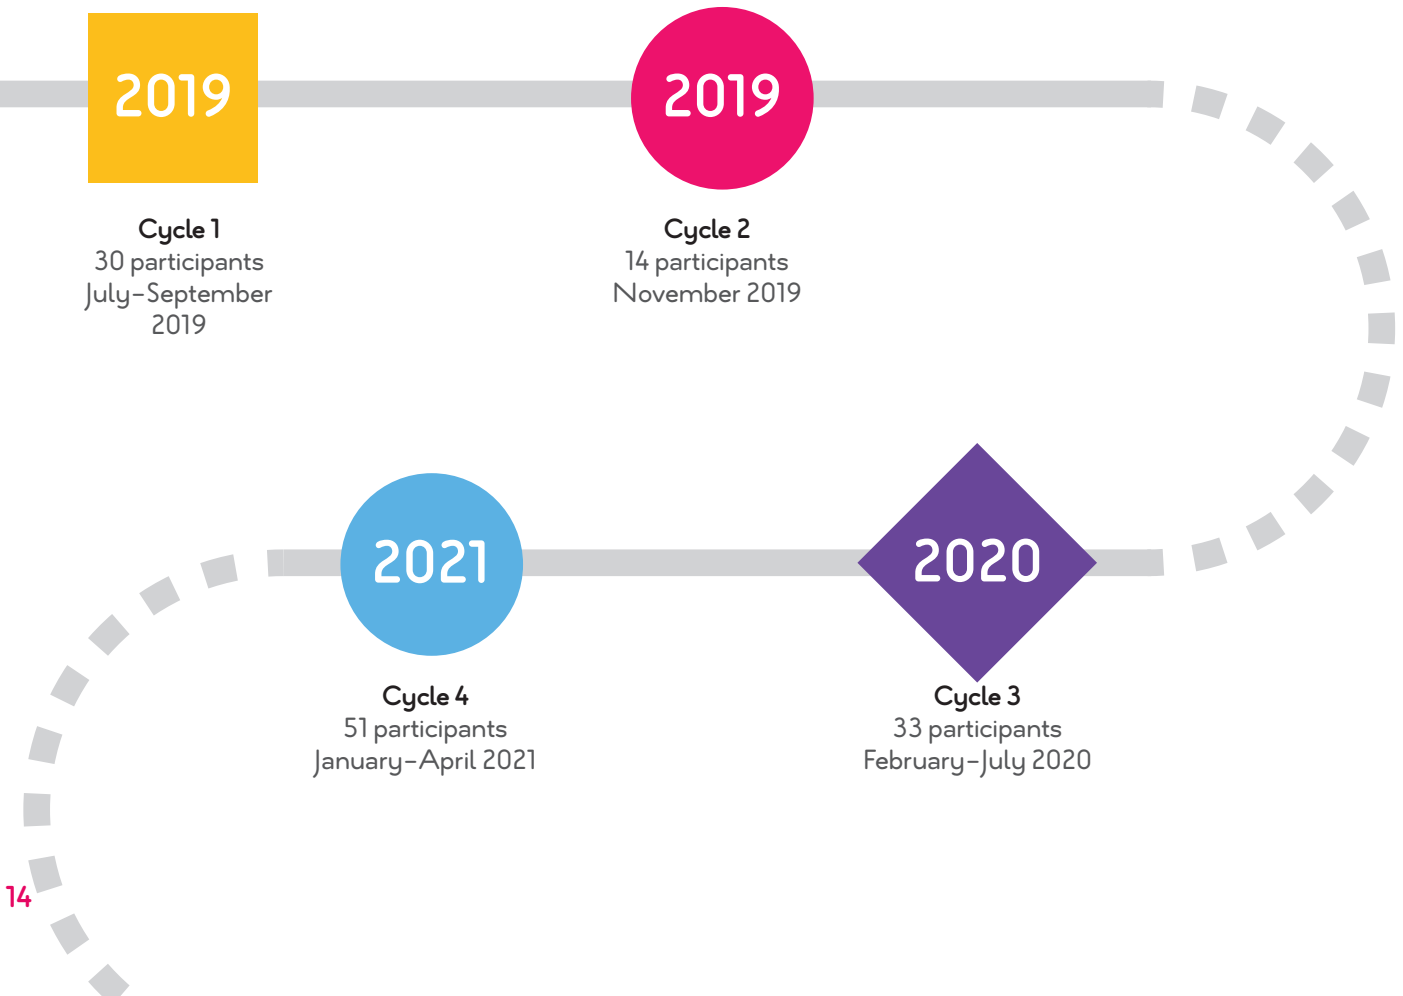 2019
Cycle 1
30 participants
July–September
2019
2019
Cycle 2
14 participants
November 2019
2020
Cycle 3
33 participants
February–July 2020
2021
Cycle 4
51 participants
January–April 2021
14